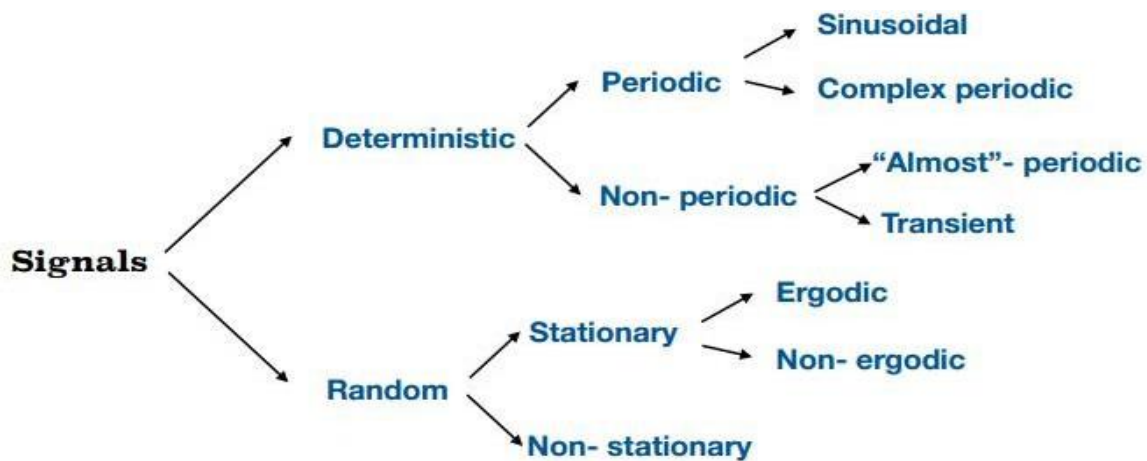 Sinusoidal
Periodic
Complex periodic
Deterministic
“Almost”- periodic
Non- periodic
Transient
Signals
Ergodic
Stationary
Non- ergodic
Random
Non- stationary